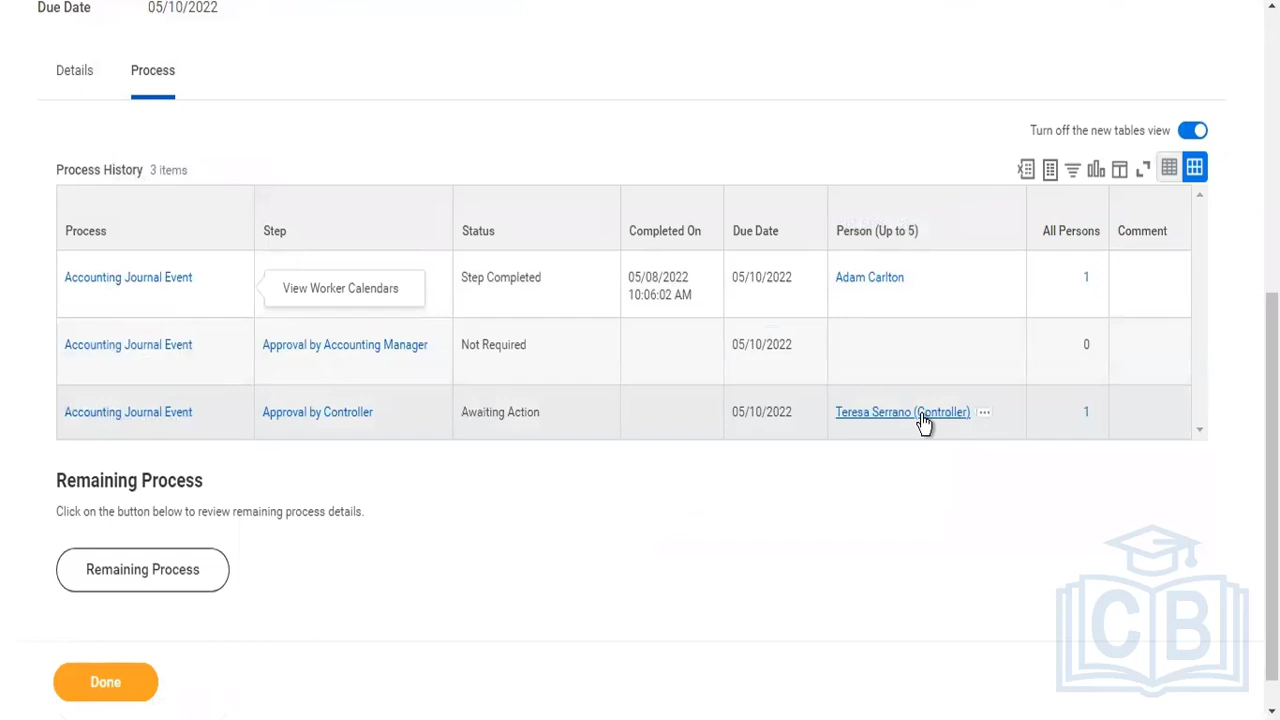 Due Date 05/10/2022
Details Process
Turn off the new tables view
Process History 3 items
Process Step Status Completed On Due Date Person (Up to 5) All Persons Comment
Accounting Journal Event View Worker Calendars Step Completed 05/08/2022 05/10/2022 Adam Carlton 1
10:06:02 AM
Accounting Journal Event Approval by Accounting Manager Not Required 05/10/2022 0
Accounting Journal Event Approval by Controller Awaiting Action 05/10/2022 Teresa Serrano (Controller) 1
Remaining Process
Click on the button below to review remaining process details.
Remaining Process
Done
CB